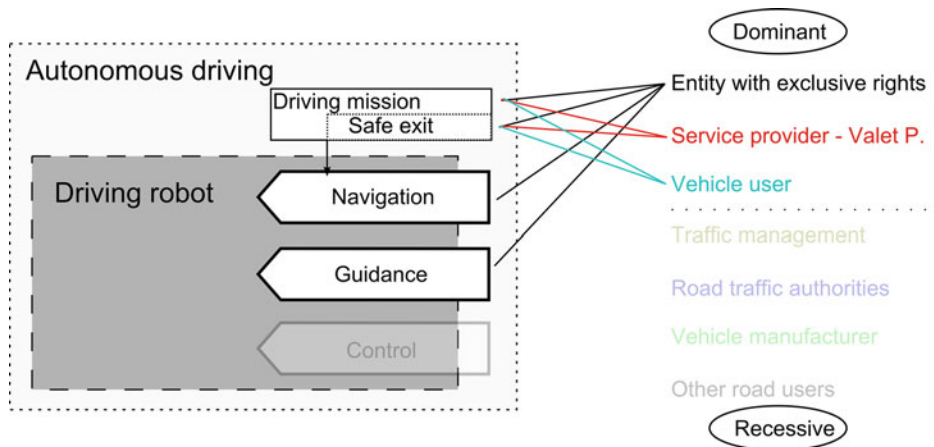 Dominant
Autonomous driving
Entity with exclusive rights
Driving mission
Safe exit
Service provider - Valet P.
Driving robot
Navigation
Vehicle user
Traffic management
Guidance
Road traffic authorities
Control
Vehicle manufacturer
Other road users
Recessive